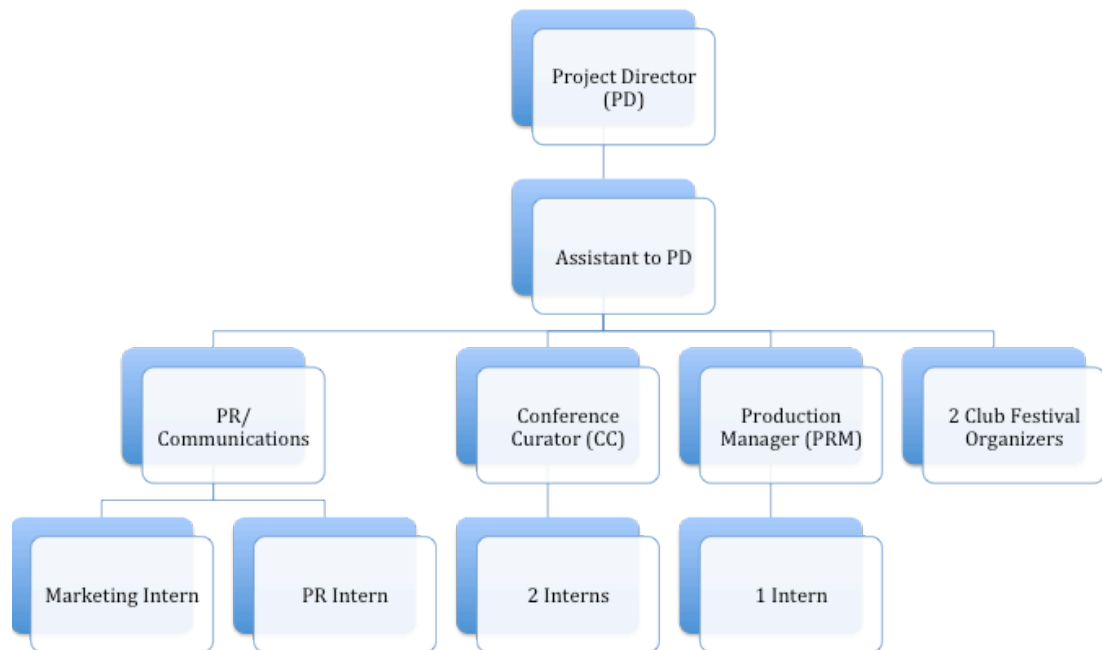 Project Director
(PD)
Assistant to PD
PR/
Communications
Conference
Curator (CC)
Production
Manager (PRM)
2 Club Festival
Organizers
Marketing Intern
PR Intern
2 Interns
1 Intern